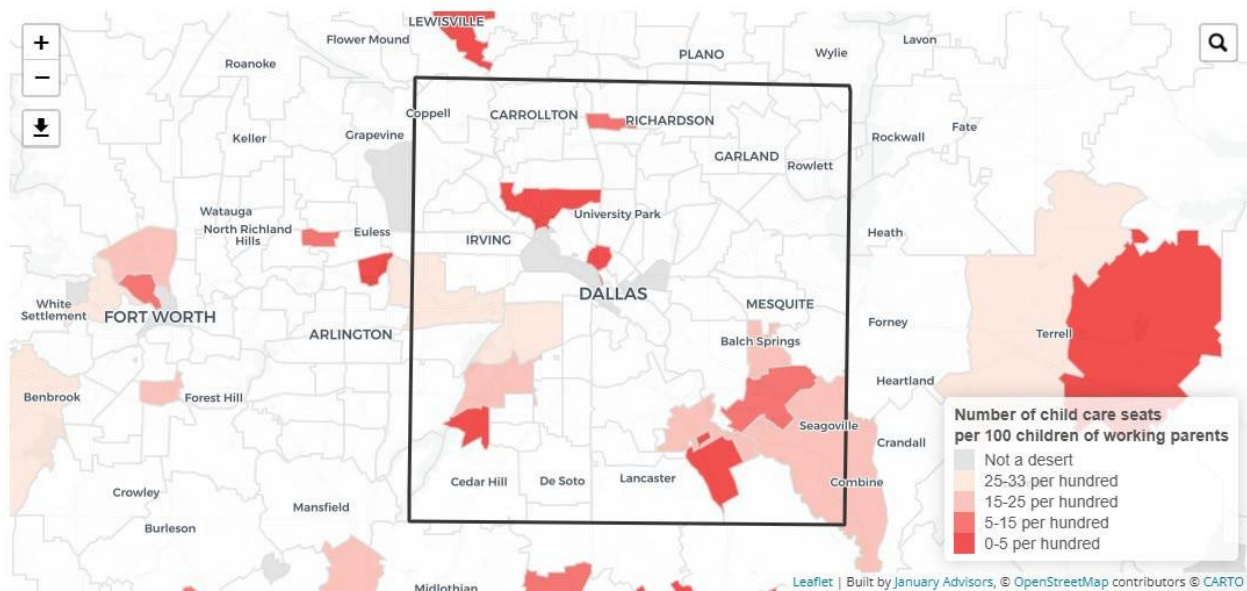 +
−
LEWISVILLE
Flower Mound
Lavon
PLANO
Wylie
Roanoke
Coppell
CARROLLTON
RICHARDSON
Fate
Keller
Grapevine
Rockwall
GARLAND
Rowlett
Watauga
North Richland
Hills
Euless
University Park
IRVING
Heath
White
Settlement
FORT WORTH
DALLAS
MESQUITE
ARLINGTON
Forney
Terrell
Balch Springs
Benbrook
Forest Hill
Heartland
Seagoville
Crandall
Cedar Hill
De Soto
Lancaster
Combine
Crowley
Mansfield
Burleson
Midlothian
Number of child care seats
per 100 children of working parents
Not a desert
25-33 per hundred
15-25 per hundred
5-15 per hundred
0-5 per hundred
Leaflet | Built by January Advisors, © OpenStreetMap contributors © CARTO